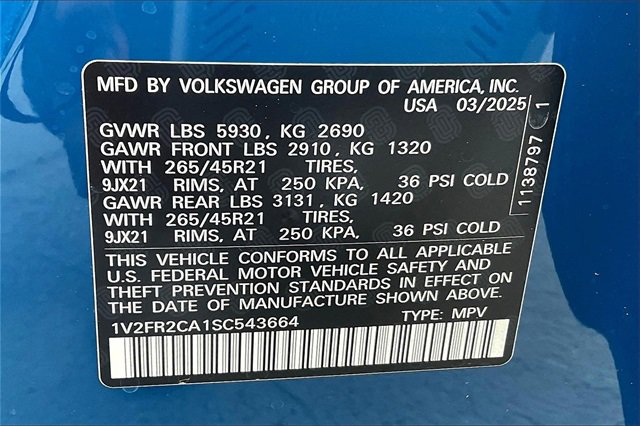 MFD BY VOLKSWAGEN GROUP OF AMERICA, INC.
USA 03/2025
GVWR LBS 5930, KG 2690
GAWR FRONT LBS 2910, KG 1320
WITH 265/45R21 TIRES,
9JX21 RIMS, AT 250 KPA, 36 PSI COLD
GAWR REAR LBS 3131, KG 1420
WITH 265/45R21 TIRES,
9JX21 RIMS, AT 250 KPA, 36 PSI COLD
THIS VEHICLE CONFORMS TO ALL APPLICABLE
U.S. FEDERAL MOTOR VEHICLE SAFETY AND
THEFT PREVENTION STANDARDS IN EFFECT ON
THE DATE OF MANUFACTURE SHOWN ABOVE.
1V2FR2CA1SC543664 TYPE: MPV
1138797 1